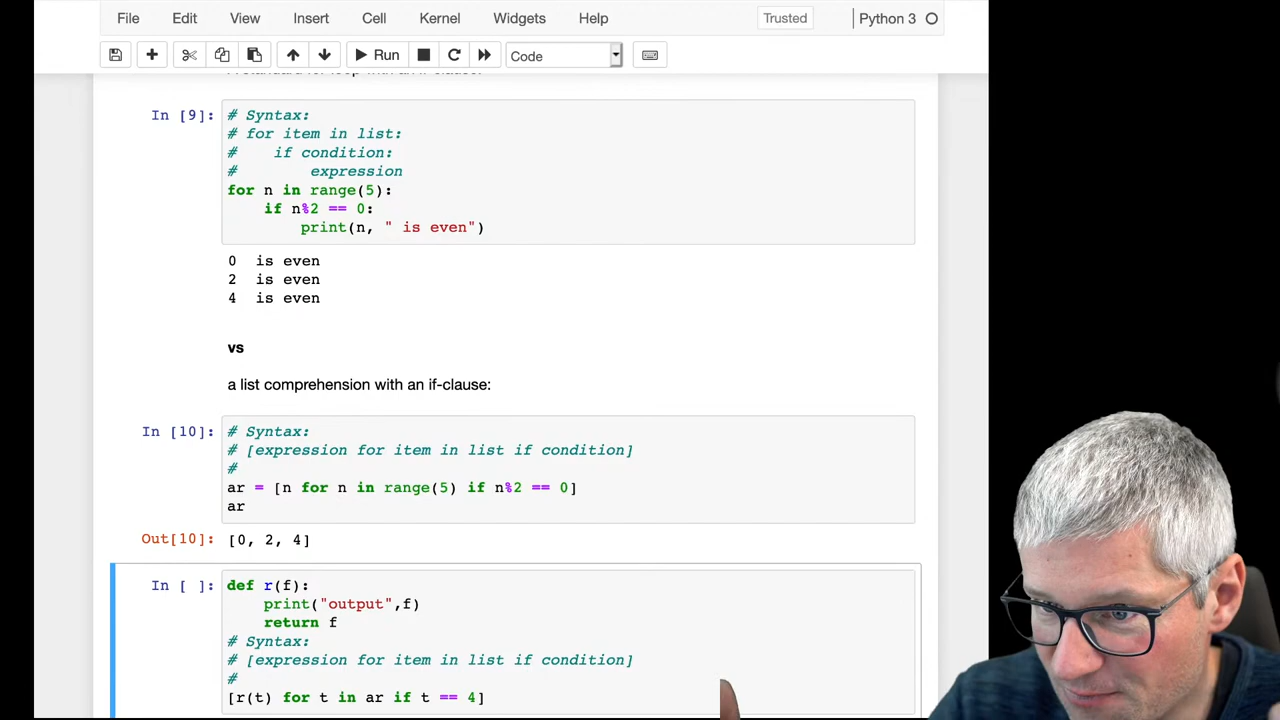 File Edit View Insert Cell Kernel Widgets Help Trusted Python 3
Run Code
In [9]: # Syntax:
# for item in list:
#    if condition:
#        expression
for n in range(5):
    if n%2 == 0:
        print(n, " is even")
0  is even
2  is even
4  is even
vs
a list comprehension with an if-clause:
In [10]: # Syntax:
# [expression for item in list if condition]
#
ar = [n for n in range(5) if n%2 == 0]
ar
Out[10]: [0, 2, 4]
In [ ]: def r(f):
    print("output",f)
    return f
# Syntax:
# [expression for item in list if condition]
#
[r(t) for t in ar if t == 4]